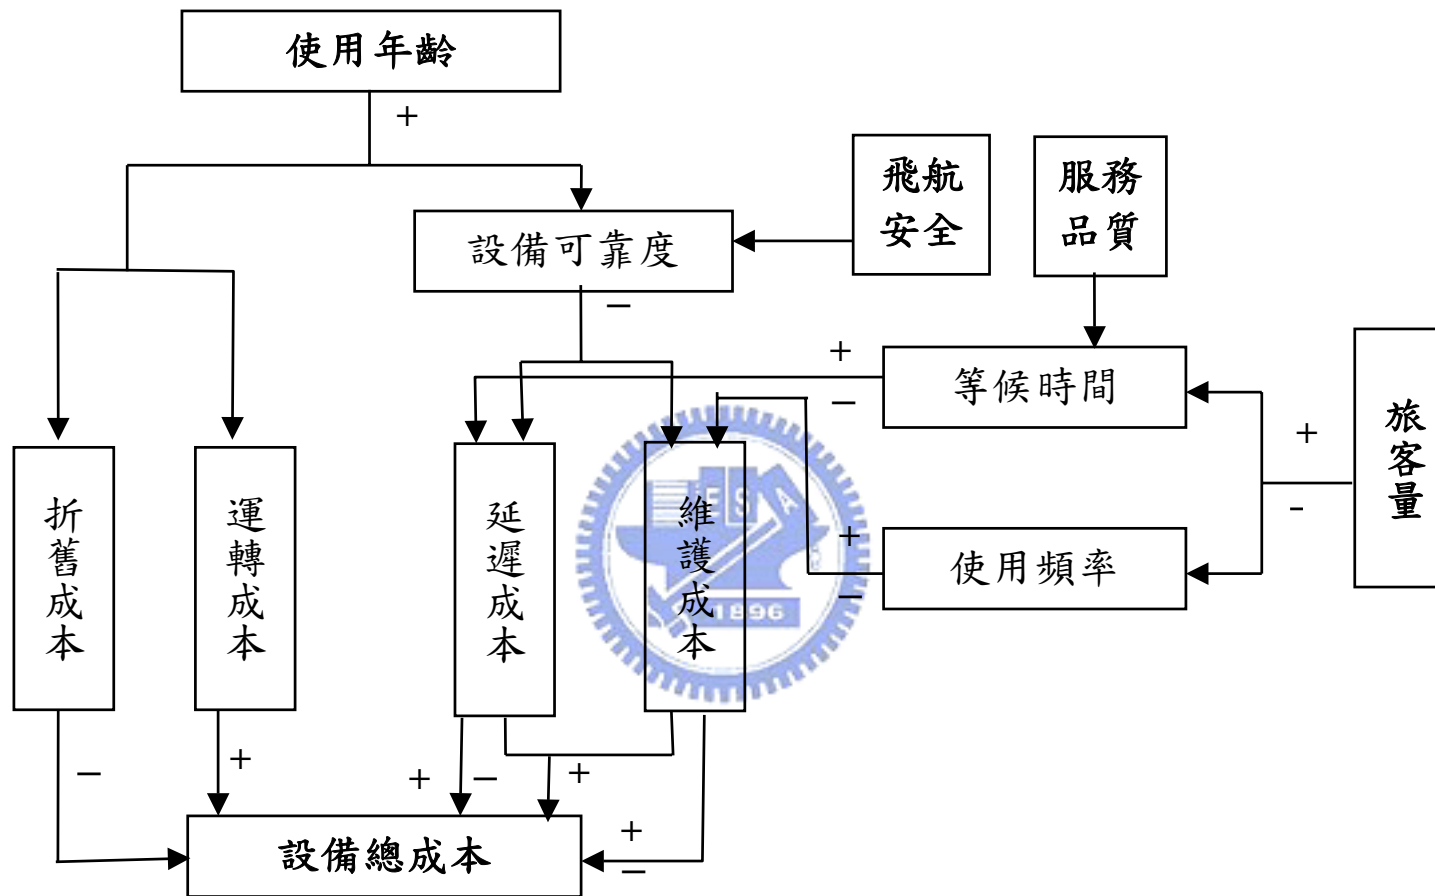 使用年齡
+
飛航
安全
服務
品質
設備可靠度
−
+
等候時間
−
旅
客
量
+
-
折
舊
成
本
運
轉
成
本
延
遲
成
本
維
護
成
本
ESA
1896
+
使用頻率
−
−
+
+
−
+
+
−
設備總成本